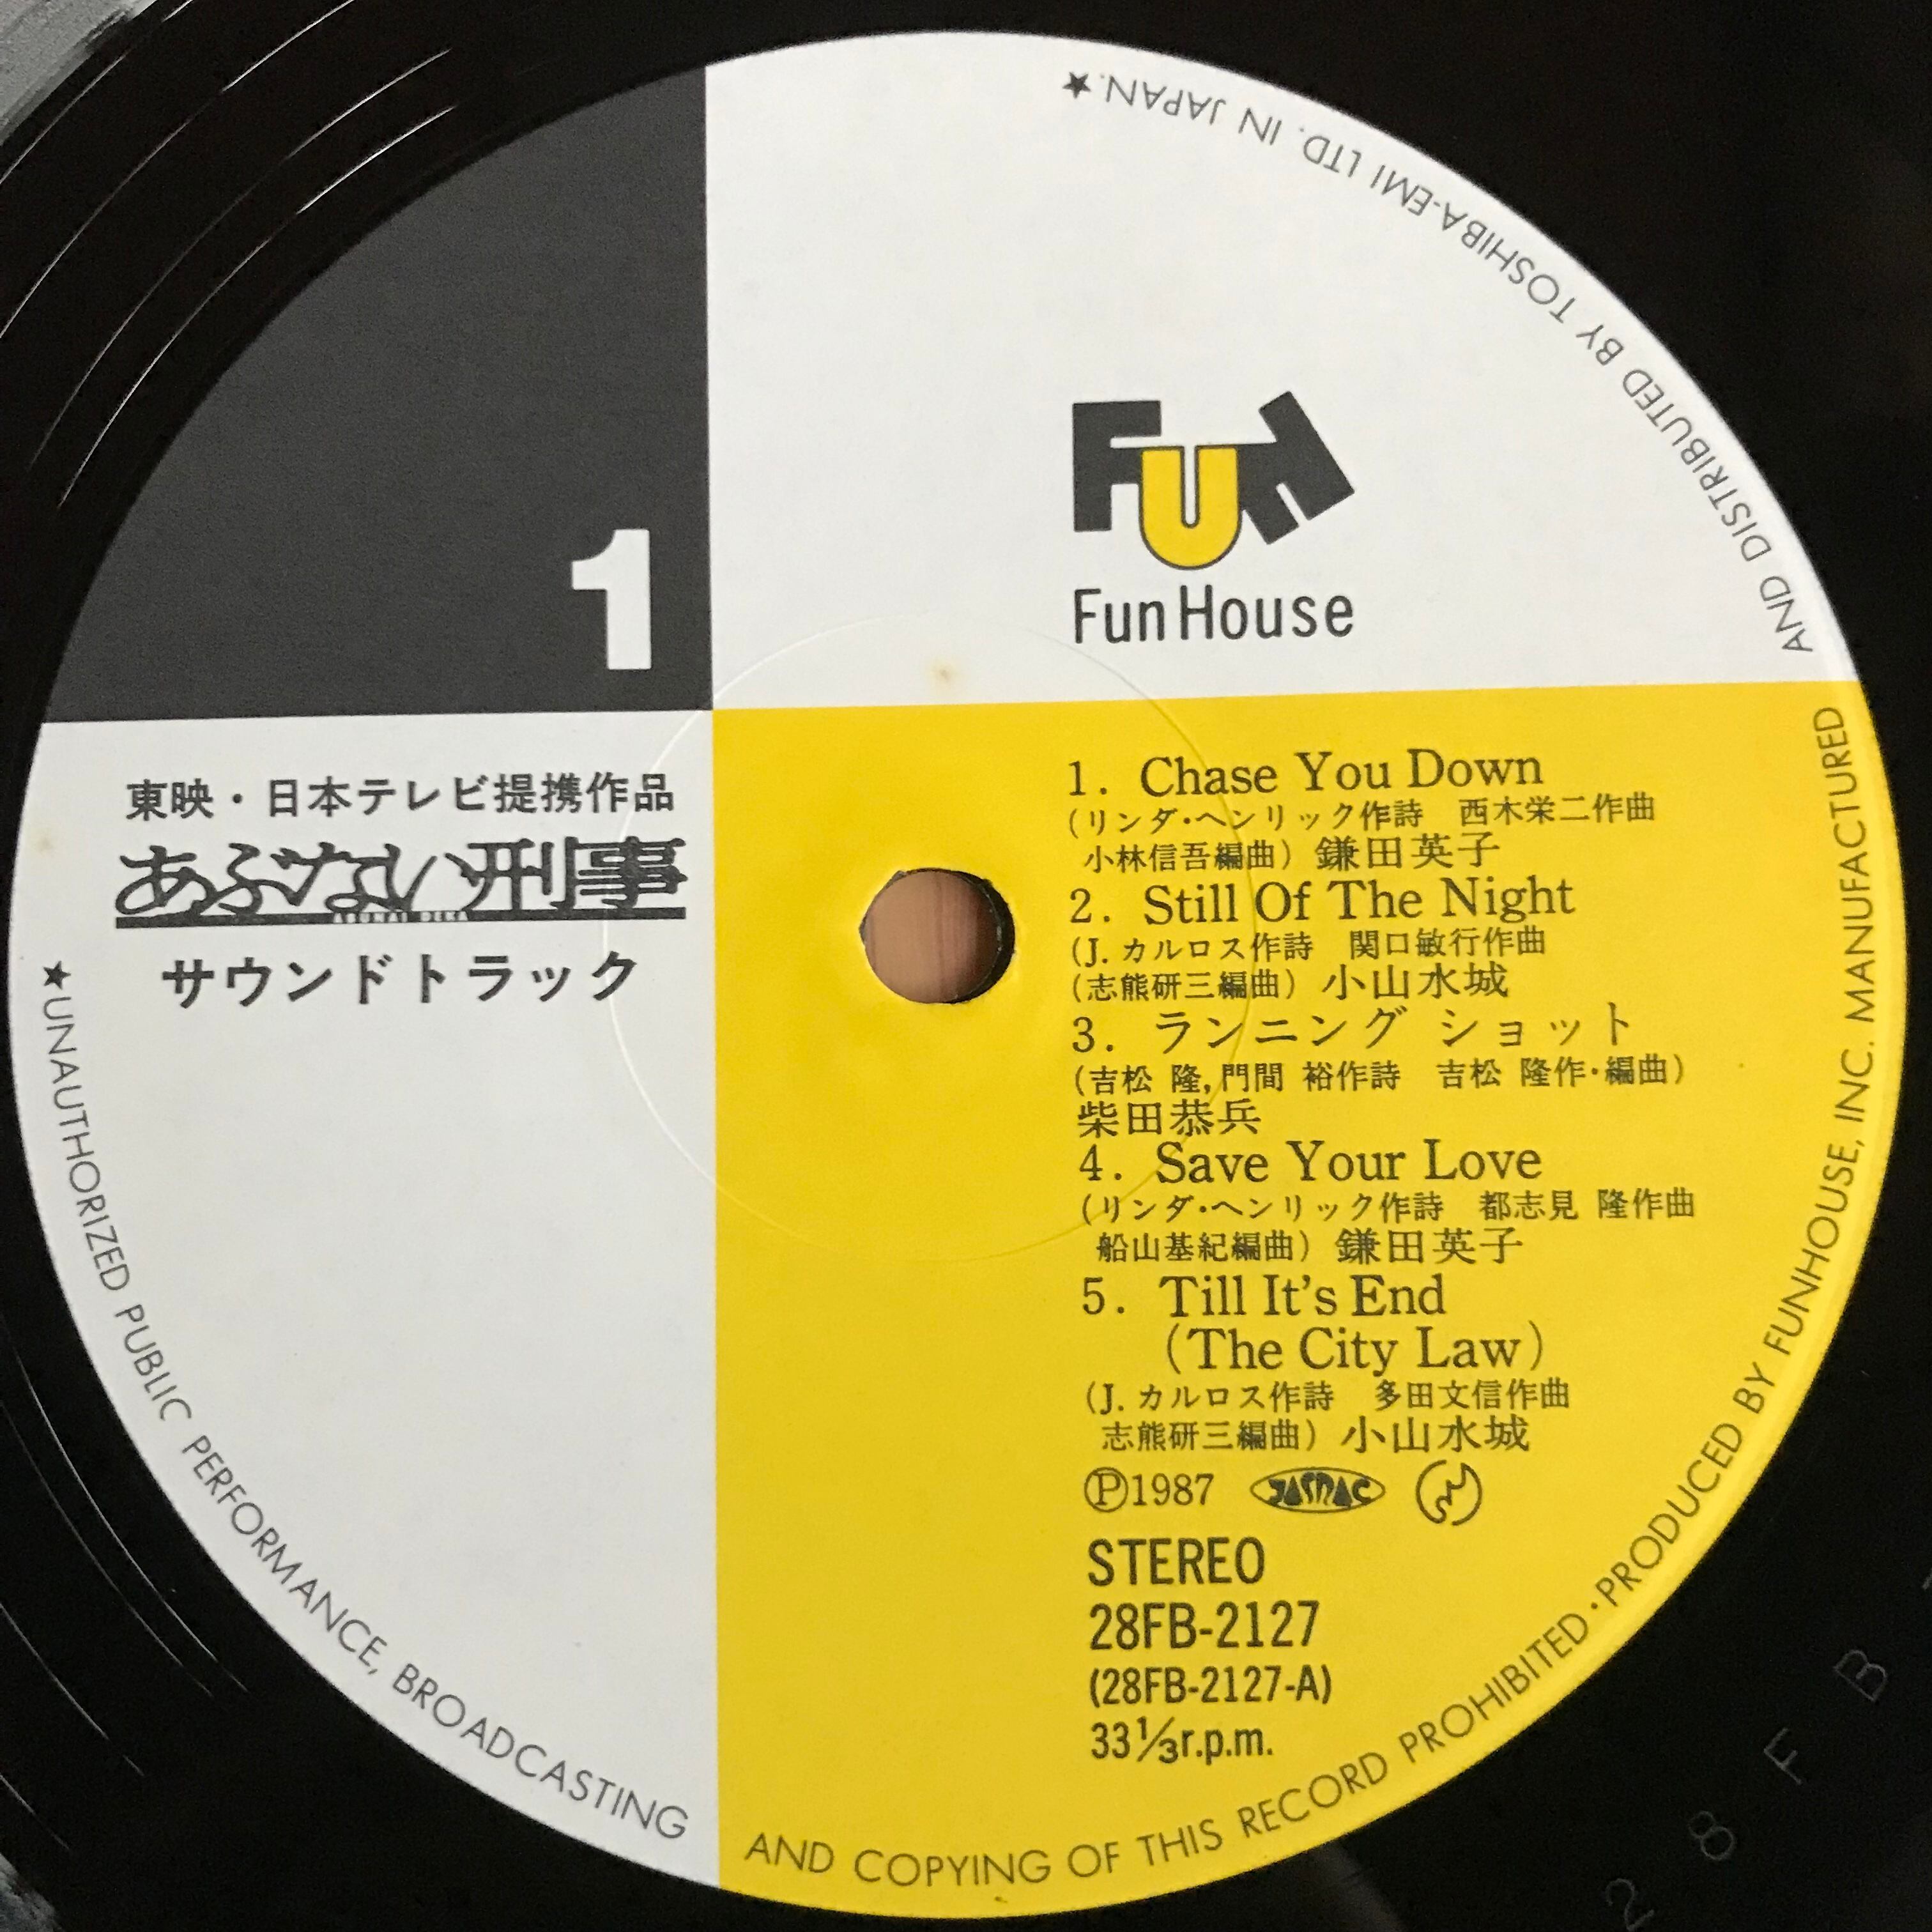 1
FUN
Fun House
東映・日本テレビ提携作品
あぶない刑事
ABUNAI DEKA
サウンドトラック
1. Chase You Down
(リンダ・ヘンリック作詩　西木栄二作曲
小林信吾編曲) 鎌田英子
2. Still Of The Night
(J. カルロス作詩　関口敏行作曲
(志熊研三編曲) 小山水城
3. ランニング ショット
(吉松 隆, 門間 裕作詩　吉松 隆作・編曲)
柴田恭兵
4. Save Your Love
(リンダ・ヘンリック作詩　都志見 隆作曲
船山基紀編曲) 鎌田英子
5. Till It's End
(The City Law)
(J. カルロス作詩　多田文信作曲
志熊研三編曲) 小山水城
Ⓟ1987 JASRAC
STEREO
28FB-2127
(28FB-2127-A)
33⅓r.p.m.
★UNAUTHORIZED PUBLIC PERFORMANCE, BROADCASTING AND COPYING OF THIS RECORD PROHIBITED・PRODUCED BY FUNHOUSE, INC. MANUFACTURED AND DISTRIBUTED BY TOSHIBA-EMI LTD. IN JAPAN.★
28FB